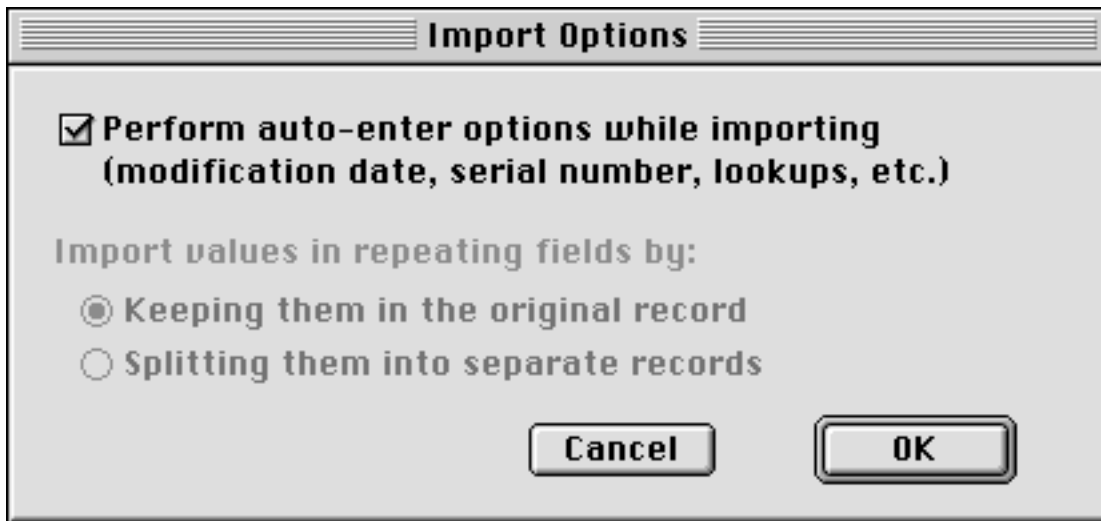 Import Options
Perform auto-enter options while importing
(modification date, serial number, lookups, etc.)
Import values in repeating fields by:
Keeping them in the original record
Splitting them into separate records
Cancel OK